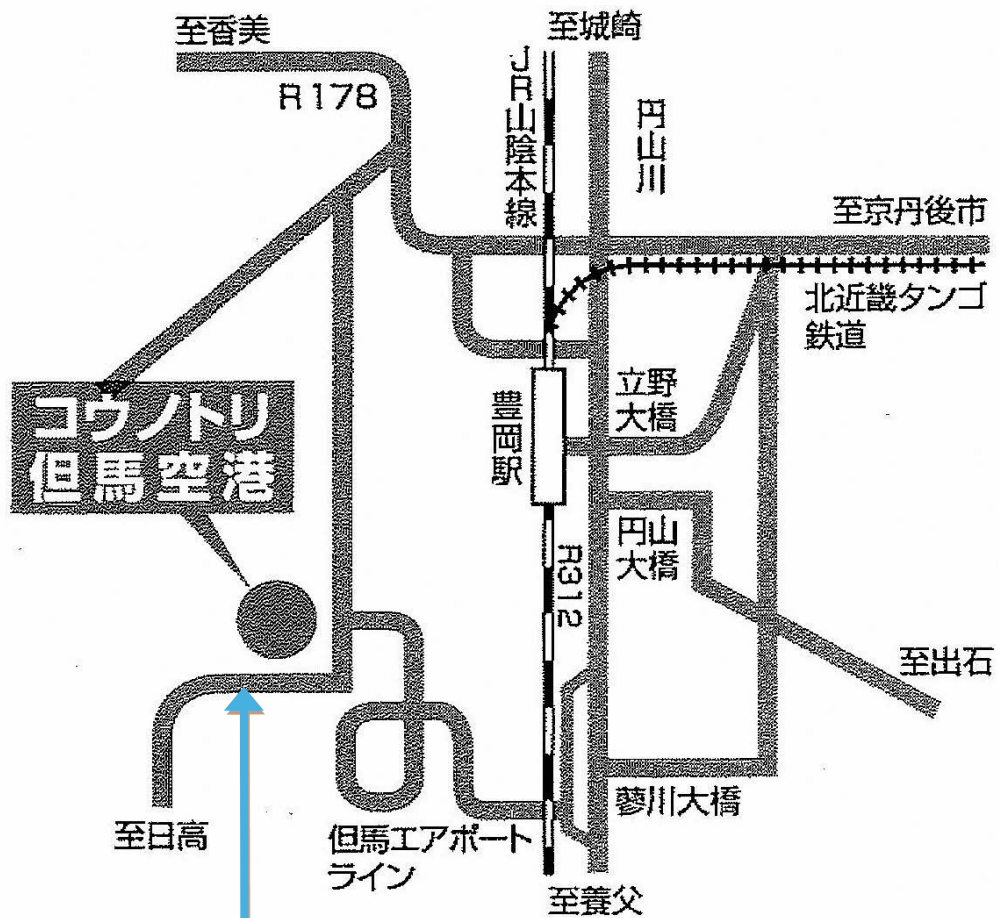 至香美
至城崎
R178
JR山陰本線
円山川
至京丹後市
北近畿タンゴ
鉄道
コウノトリ
但馬空港
豊岡駅
立野
大橋
円山
大橋
R312
至出石
至日高
但馬エアポート
ライン
蓼川大橋
至養父